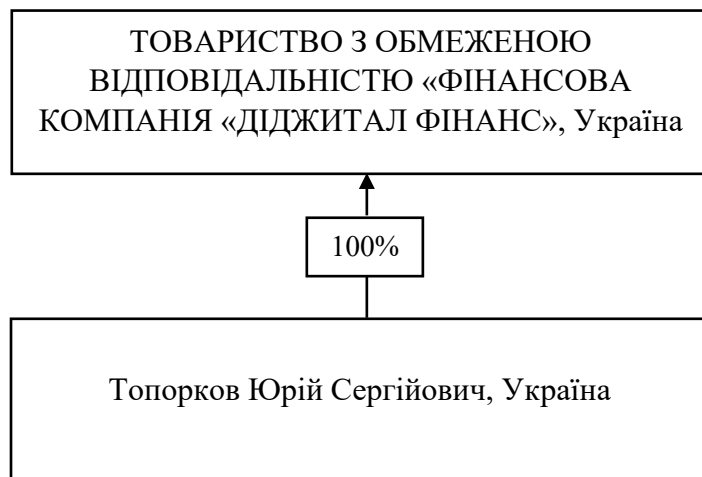 ТОВАРИСТВО З ОБМЕЖЕНОЮ
ВІДПОВІДАЛЬНІСТЮ «ФІНАНСОВА
КОМПАНІЯ «ДІДЖИТАЛ ФІНАНС», Україна
100%
Топорков Юрій Сергійович, Україна